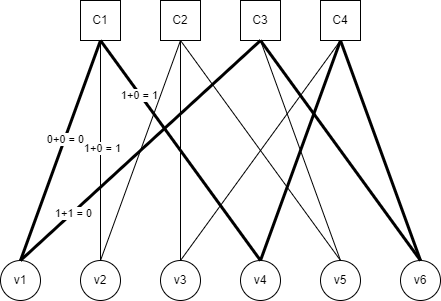 C1 C2 C3 C4
1+0 = 1
0+0 = 0
1+0 = 1
1+1 = 0
v1 v2 v3 v4 v5 v6